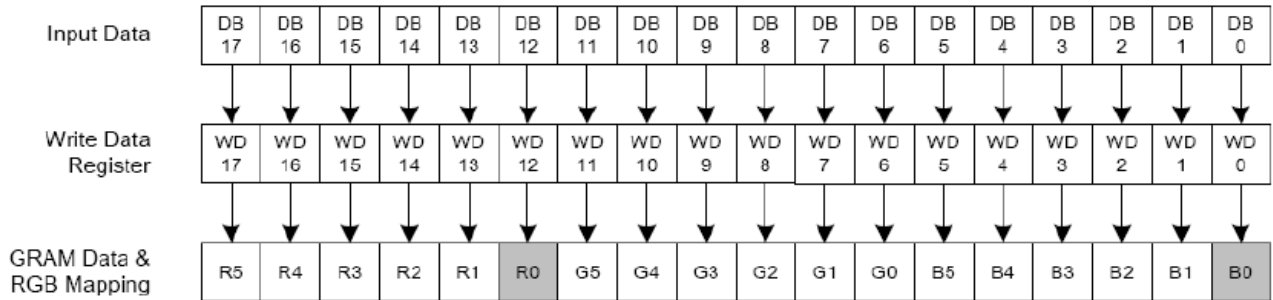 Input Data
DB DB DB DB DB DB DB DB DB DB DB DB DB DB DB DB DB DB
17 16 15 14 13 12 11 10 9 8 7 6 5 4 3 2 1 0
Write Data
Register
WD WD WD WD WD WD WD WD WD WD WD WD WD WD WD WD WD WD
17 16 15 14 13 12 11 10 9 8 7 6 5 4 3 2 1 0
GRAM Data &
RGB Mapping
R5 R4 R3 R2 R1 R0 G5 G4 G3 G2 G1 G0 B5 B4 B3 B2 B1 B0